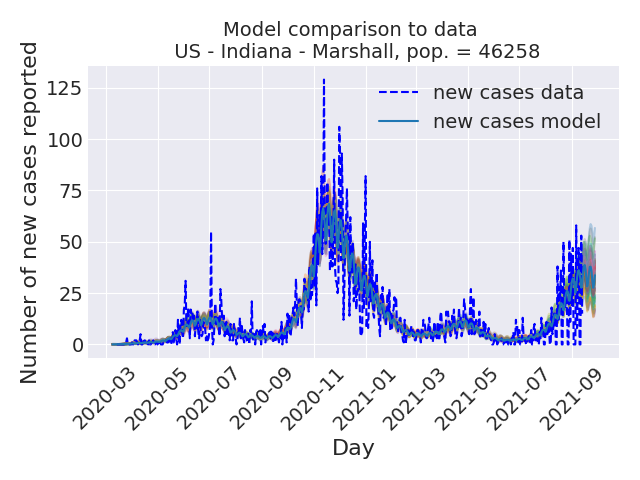 Model comparison to data
US - Indiana - Marshall, pop. = 46258
Number of new cases reported
125
100
75
50
25
0
new cases data
new cases model
2020-03
2020-05
2020-07
2020-09
2020-11
2021-01
2021-03
2021-05
2021-07
2021-09
Day